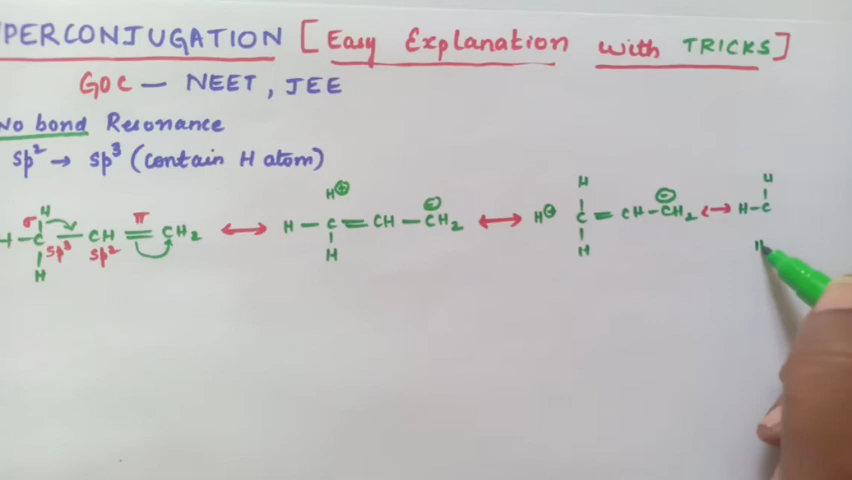 PERCONJUGATION [Easy Explanation with TRICKS]
GOC — NEET, JEE
No bond Resonance
Sp² → Sp³ (contain H atom)
H H⊕ H H
σ π ⊖ ⊖
H–C–CH=CH₂ ↔ H–C=CH–CH₂ ↔ H⊕ C=CH–CH₂ ↔ H–C
Sp³ Sp²
H H H H